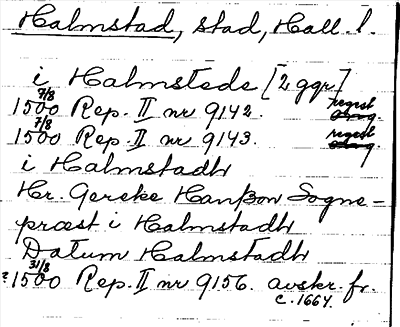 Halmstad, stad, Hall. l.
i Halmstede [2 ggr]
7/8
1500 Rep. II nr 9142. regest
7/8
1500 Rep. II nr 9143. regest
i Halmstadh
Hr. Gereke Hanßon Sogne-
præst i Halmstadh
Datum Halmstadh
31/8
?1500 Rep. II nr 9156. avskr. fr.
c. 1664.